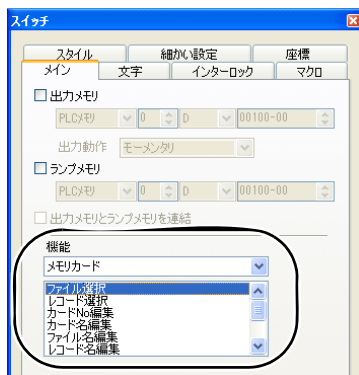 スイッチ
スタイル 細かい設定 座標
メイン 文字 インターロック マクロ
出力メモリ
PLCメモリ 0 D 00100-00
出力動作 モーメンタリ
ランプメモリ
PLCメモリ 0 D 00100-00
出力メモリとランプメモリを連結
機能
メモリカード
ファイル選択
レコード選択
カードNo編集
カード名編集
ファイル名編集
レコード名編集